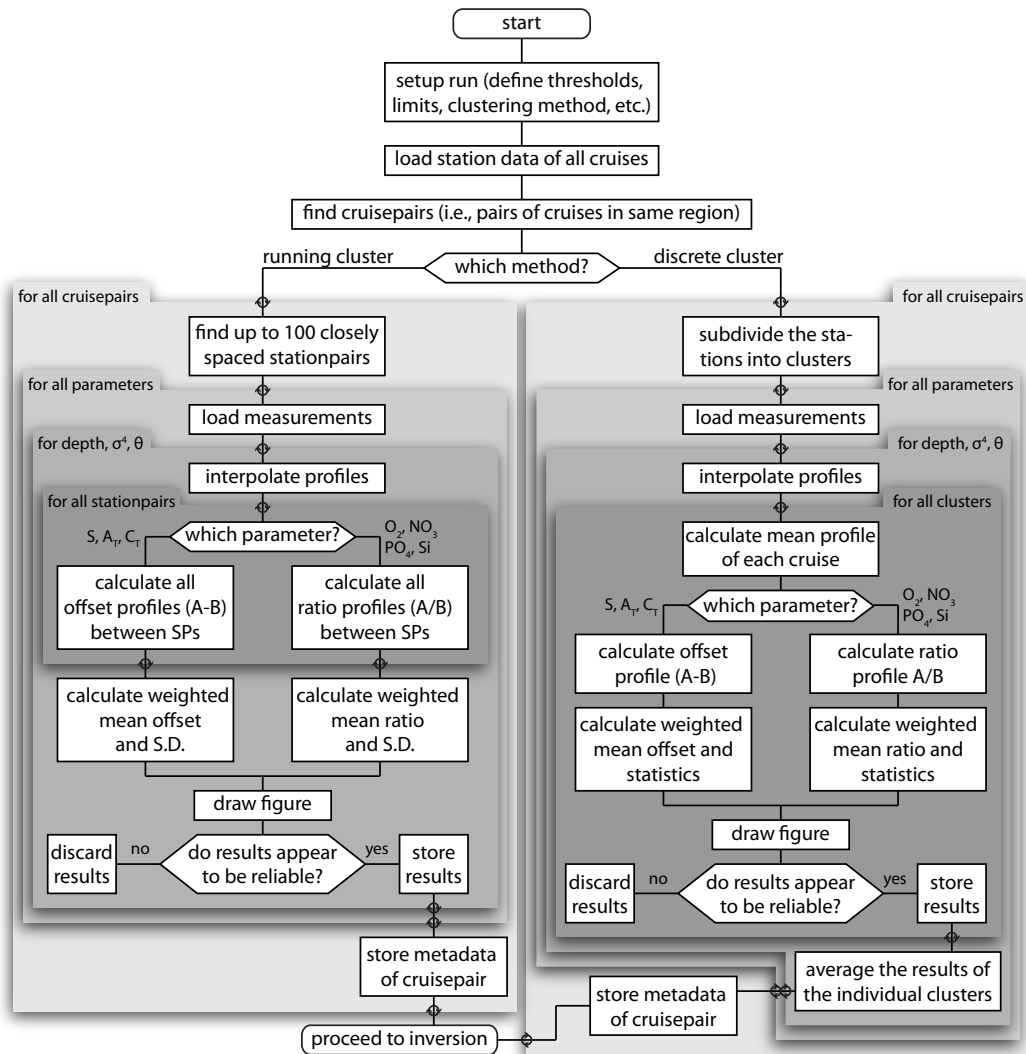 start
setup run (define thresholds,
limits, clustering method, etc.)
load station data of all cruises
find cruisepairs (i.e., pairs of cruises in same region)
running cluster
which method?
discrete cluster
for all cruisepairs
find up to 100 closely
spaced stationpairs
for all parameters
load measurements
for depth, σ⁴, θ
interpolate profiles
for all stationpairs
which parameter?
S, A_T, C_T
O₂, NO₃
PO₄, Si
calculate all
offset profiles (A-B)
between SPs
calculate all
ratio profiles (A/B)
between SPs
calculate weighted
mean offset
and S.D.
calculate weighted
mean ratio
and S.D.
draw figure
do results appear
to be reliable?
no
discard
results
yes
store
results
store metadata
of cruisepair
proceed to inversion
for all cruisepairs
subdivide the sta-
tions into clusters
for all parameters
load measurements
for depth, σ⁴, θ
interpolate profiles
for all clusters
calculate mean profile
of each cruise
which parameter?
S, A_T, C_T
O₂, NO₃
PO₄, Si
calculate offset
profile (A-B)
calculate ratio
profile A/B
calculate weighted
mean offset and
statistics
calculate weighted
mean ratio and
statistics
draw figure
do results appear
to be reliable?
no
discard
results
yes
store
results
average the results of
the individual clusters
store metadata
of cruisepair